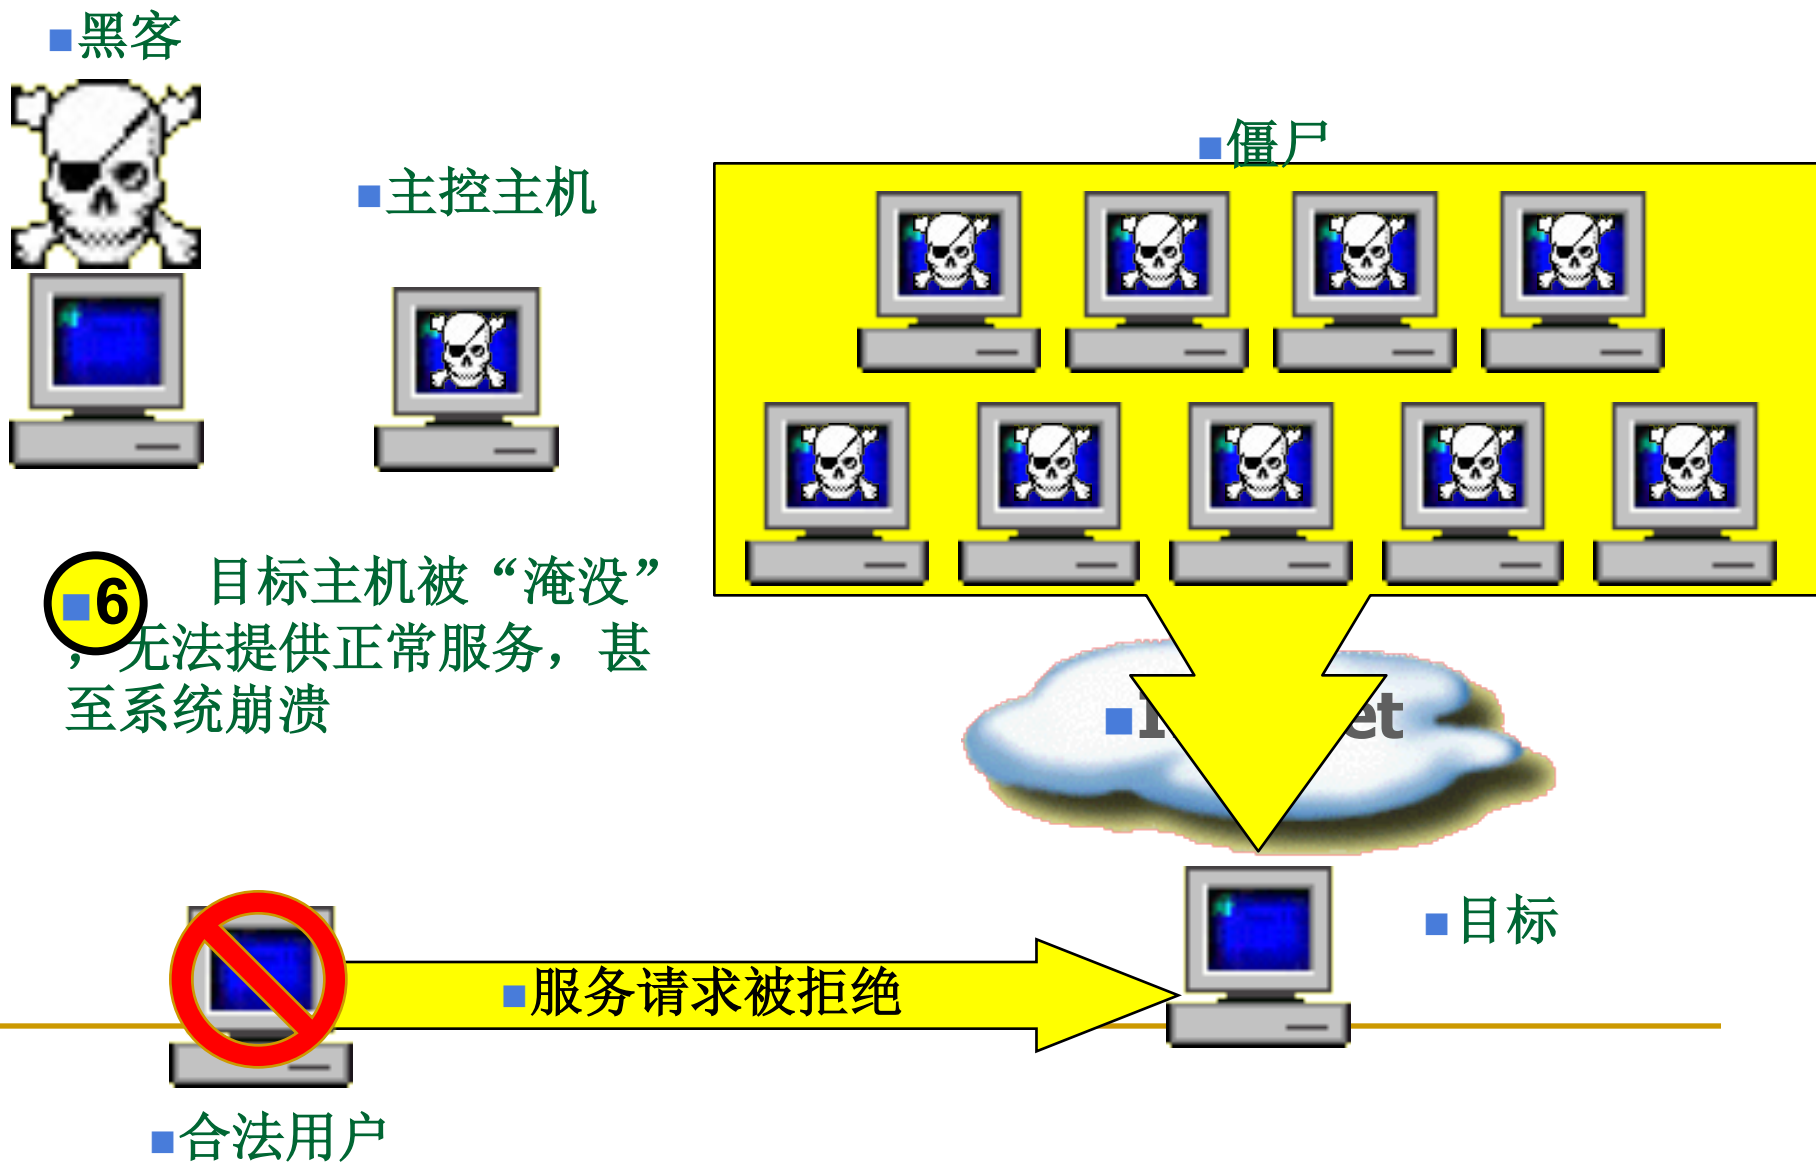 黑客
僵尸
主控主机
6
目标主机被“淹没”
，无法提供正常服务，甚
至系统崩溃
目标
服务请求被拒绝
合法用户